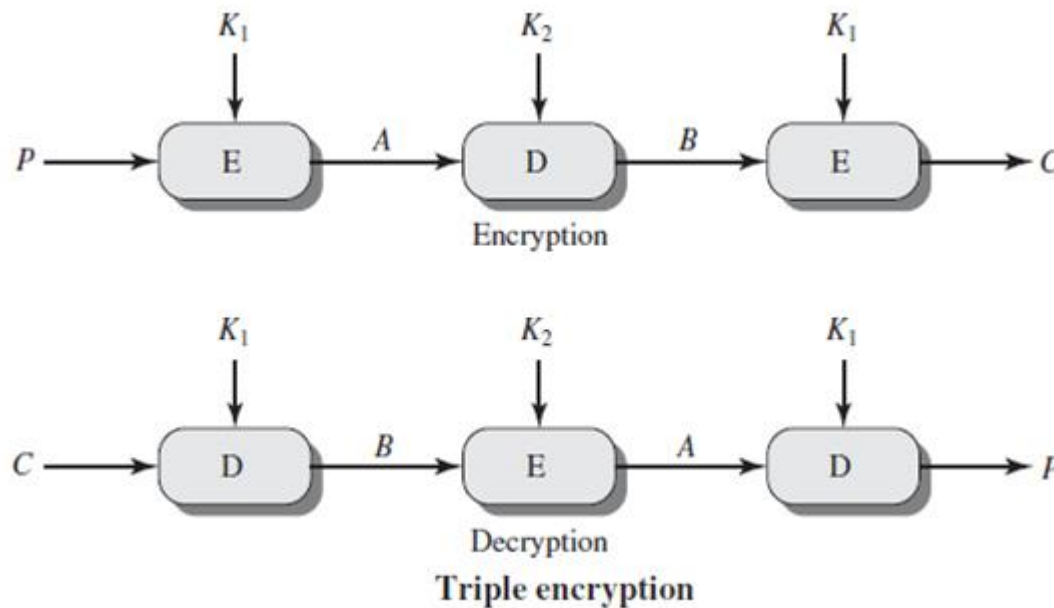 K₁ K₂ K₁
P E A D B E C
Encryption
K₁ K₂ K₁
C D B E A D P
Decryption
Triple encryption